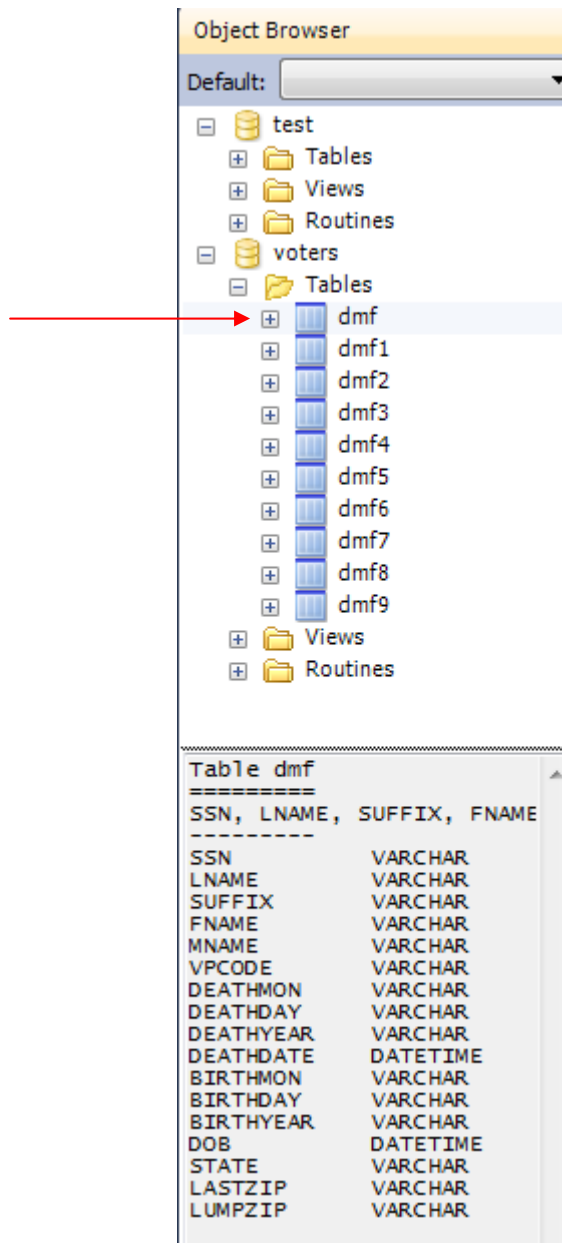 Object Browser
Default:
test
Tables
Views
Routines
voters
Tables
dmf
dmf1
dmf2
dmf3
dmf4
dmf5
dmf6
dmf7
dmf8
dmf9
Views
Routines
Table dmf
=========
SSN, LNAME, SUFFIX, FNAME
---------
SSN VARCHAR
LNAME VARCHAR
SUFFIX VARCHAR
FNAME VARCHAR
MNAME VARCHAR
VPCODE VARCHAR
DEATHMON VARCHAR
DEATHDAY VARCHAR
DEATHYEAR VARCHAR
DEATHDATE DATETIME
BIRTHMON VARCHAR
BIRTHDAY VARCHAR
BIRTHYEAR VARCHAR
DOB DATETIME
STATE VARCHAR
LASTZIP VARCHAR
LUMPZIP VARCHAR